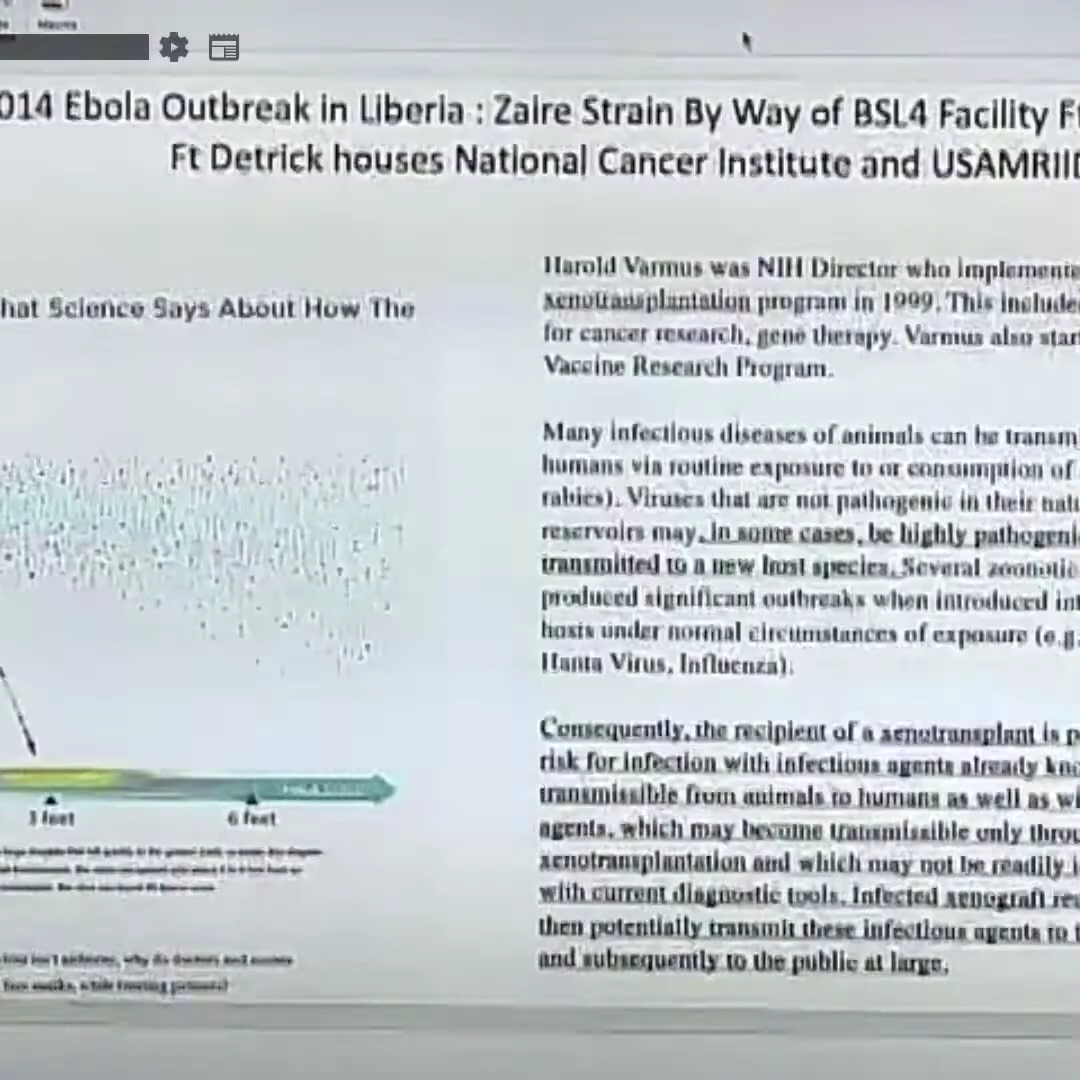 014 Ebola Outbreak in Liberia : Zaire Strain By Way of BSL4 Facility F
Ft Detrick houses National Cancer Institute and USAMRIID
hat Science Says About How The
3 feet
6 feet
Harold Varmus was NIH Director who implemente
xenotransplantation program in 1999. This include
for cancer research, gene therapy. Varmus also star
Vaccine Research Program.
Many infectious diseases of animals can be transm
humans via routine exposure to or consumption of
rabies). Viruses that are not pathogenic in their natu
reservoirs may, in some cases, be highly pathogeni
transmitted to a new host species. Several zoonotic
produced significant outbreaks when introduced int
hosts under normal circumstances of exposure (e.g.
Hanta Virus, Influenza).
Consequently, the recipient of a xenotransplant is p
risk for infection with infectious agents already kno
transmissible from animals to humans as well as wi
agents, which may become transmissible only throu
xenotransplantation and which may not be readily i
with current diagnostic tools. Infected xenograft rec
then potentially transmit these infectious agents to t
and subsequently to the public at large.